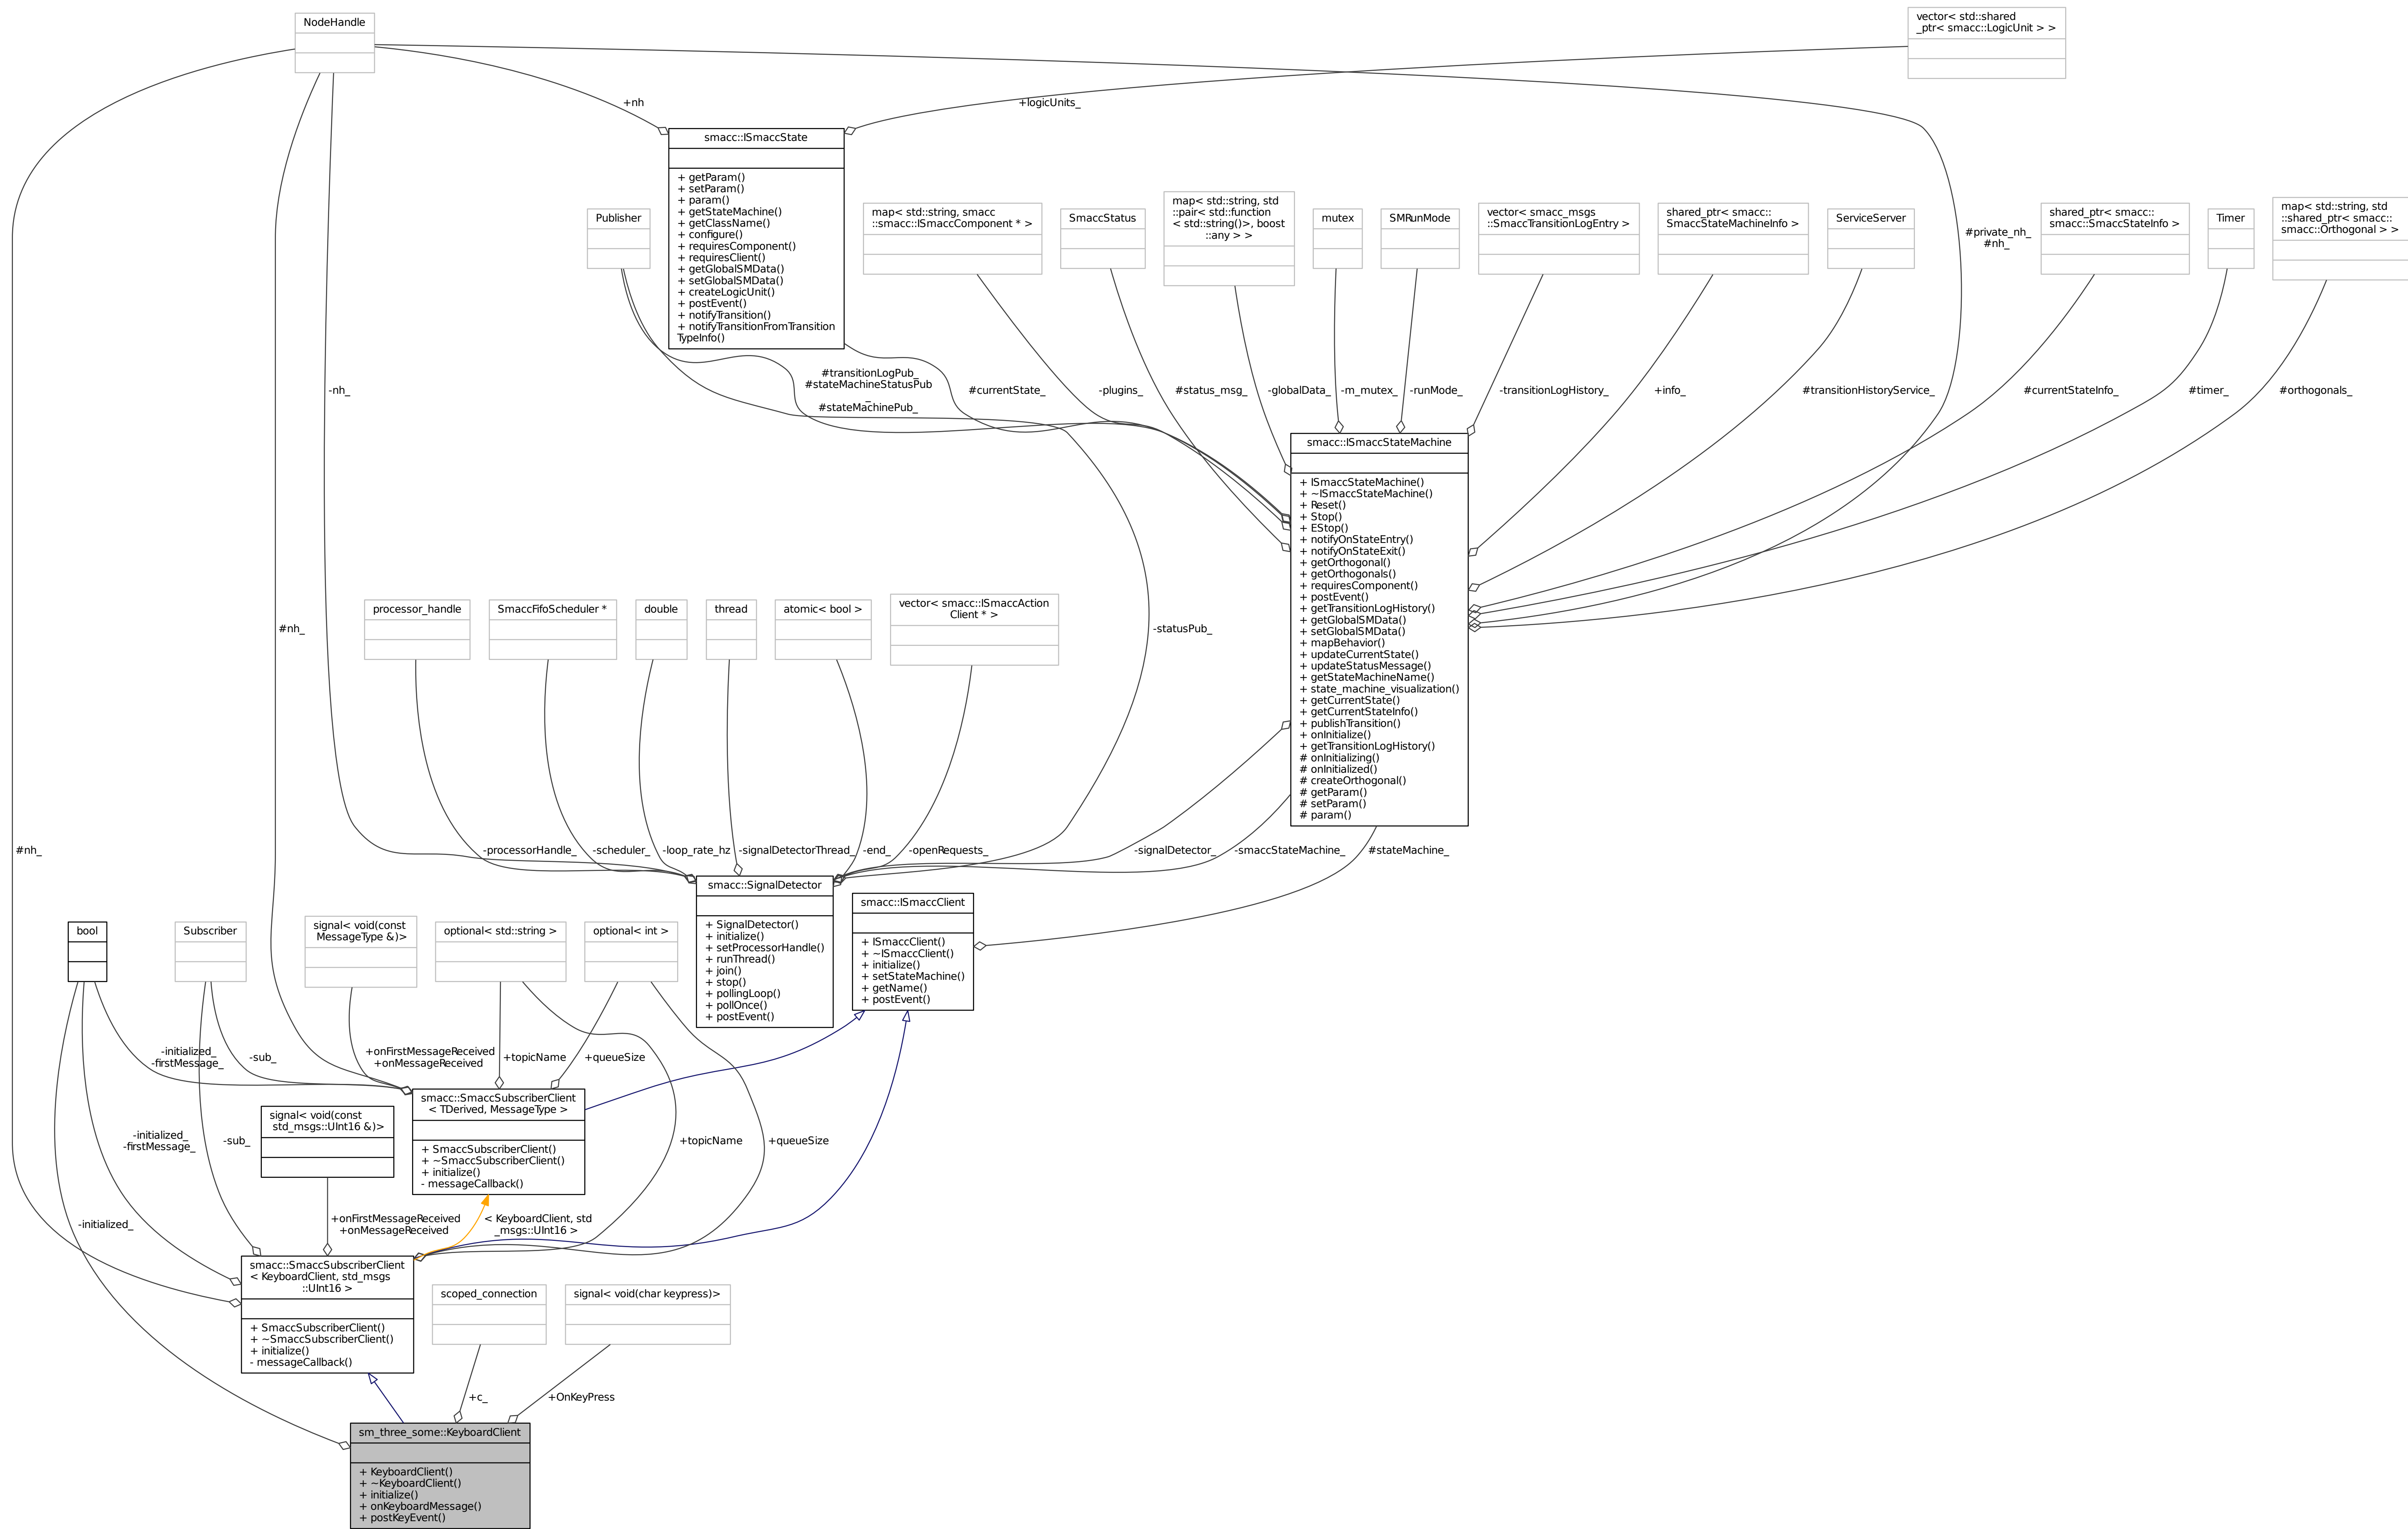 NodeHandle
vector< std::shared
_ptr< smacc::LogicUnit > >
+nh
+logicUnits_
smacc::ISmaccState
+ getParam()
+ setParam()
+ param()
+ getStateMachine()
+ getClassName()
+ configure()
+ requiresComponent()
+ requiresClient()
+ getGlobalSMData()
+ setGlobalSMData()
+ createLogicUnit()
+ postEvent()
+ notifyTransition()
+ notifyTransitionFromTransition
TypeInfo()
Publisher
map< std::string, smacc
::smacc::ISmaccComponent * >
SmaccStatus
map< std::string, std
::pair< std::function
< std::string()>, boost
::any > >
mutex
SMRunMode
vector< smacc_msgs
::SmaccTransitionLogEntry >
shared_ptr< smacc::
SmaccStateMachineInfo >
ServiceServer
#private_nh_
#nh_
shared_ptr< smacc::
smacc::SmaccStateInfo >
Timer
map< std::string, std
::shared_ptr< smacc::
smacc::Orthogonal > >
-nh_
#transitionLogPub_
#stateMachineStatusPub
_
#stateMachinePub_
#currentState_
-plugins_
#status_msg_
-globalData_
-m_mutex_
-runMode_
-transitionLogHistory_
+info_
#transitionHistoryService_
#currentStateInfo_
#timer_
#orthogonals_
smacc::ISmaccStateMachine
+ ISmaccStateMachine()
+ ~ISmaccStateMachine()
+ Reset()
+ Stop()
+ EStop()
+ notifyOnStateEntry()
+ notifyOnStateExit()
+ getOrthogonal()
+ getOrthogonals()
+ requiresComponent()
+ postEvent()
+ getTransitionLogHistory()
+ getGlobalSMData()
+ setGlobalSMData()
+ mapBehavior()
+ updateCurrentState()
+ updateStatusMessage()
+ getStateMachineName()
+ state_machine_visualization()
+ getCurrentState()
+ getCurrentStateInfo()
+ publishTransition()
+ onInitialize()
+ getTransitionLogHistory()
# onInitializing()
# onInitialized()
# createOrthogonal()
# getParam()
# setParam()
# param()
#nh_
processor_handle
SmaccFifoScheduler *
double
thread
atomic< bool >
vector< smacc::ISmaccAction
Client * >
-statusPub_
#nh_
-processorHandle_
-scheduler_
-loop_rate_hz
-signalDetectorThread_
-end_
-openRequests_
-signalDetector_
-smaccStateMachine_
#stateMachine_
smacc::SignalDetector
+ SignalDetector()
+ initialize()
+ setProcessorHandle()
+ runThread()
+ join()
+ stop()
+ pollingLoop()
+ pollOnce()
+ postEvent()
smacc::ISmaccClient
+ ISmaccClient()
+ ~ISmaccClient()
+ initialize()
+ setStateMachine()
+ getName()
+ postEvent()
bool
Subscriber
signal< void(const
MessageType &)>
optional< std::string >
optional< int >
-initialized_
-firstMessage_
-sub_
+onFirstMessageReceived
+onMessageReceived
+topicName
+queueSize
smacc::SmaccSubscriberClient
< TDerived, MessageType >
+ SmaccSubscriberClient()
+ ~SmaccSubscriberClient()
+ initialize()
- messageCallback()
signal< void(const
std_msgs::UInt16 &)>
-initialized_
-firstMessage_
-sub_
+topicName
+queueSize
-initialized_
+onFirstMessageReceived
+onMessageReceived
< KeyboardClient, std
_msgs::UInt16 >
smacc::SmaccSubscriberClient
< KeyboardClient, std_msgs
::UInt16 >
+ SmaccSubscriberClient()
+ ~SmaccSubscriberClient()
+ initialize()
- messageCallback()
scoped_connection
signal< void(char keypress)>
+c_
+OnKeyPress
sm_three_some::KeyboardClient
+ KeyboardClient()
+ ~KeyboardClient()
+ initialize()
+ onKeyboardMessage()
+ postKeyEvent()